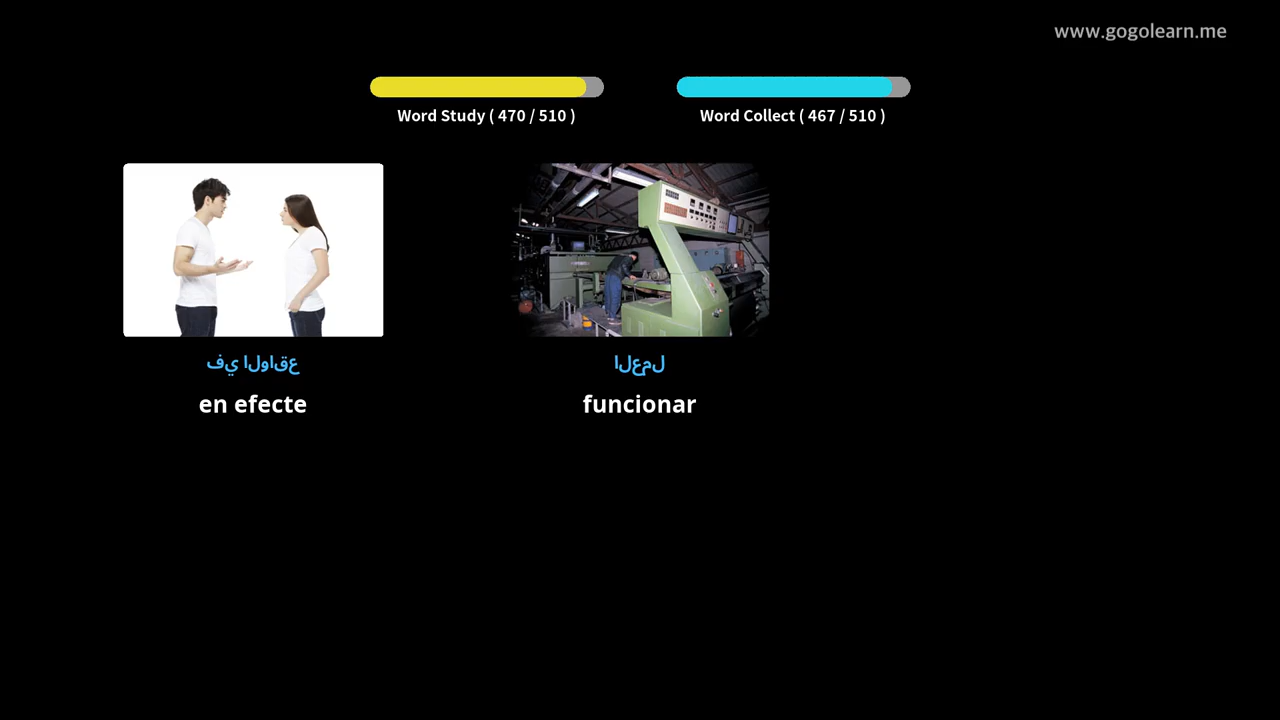 www.gogolearn.me
Word Study ( 470 / 510 )
Word Collect ( 467 / 510 )
في الواقع
العمل
en efecte
funcionar